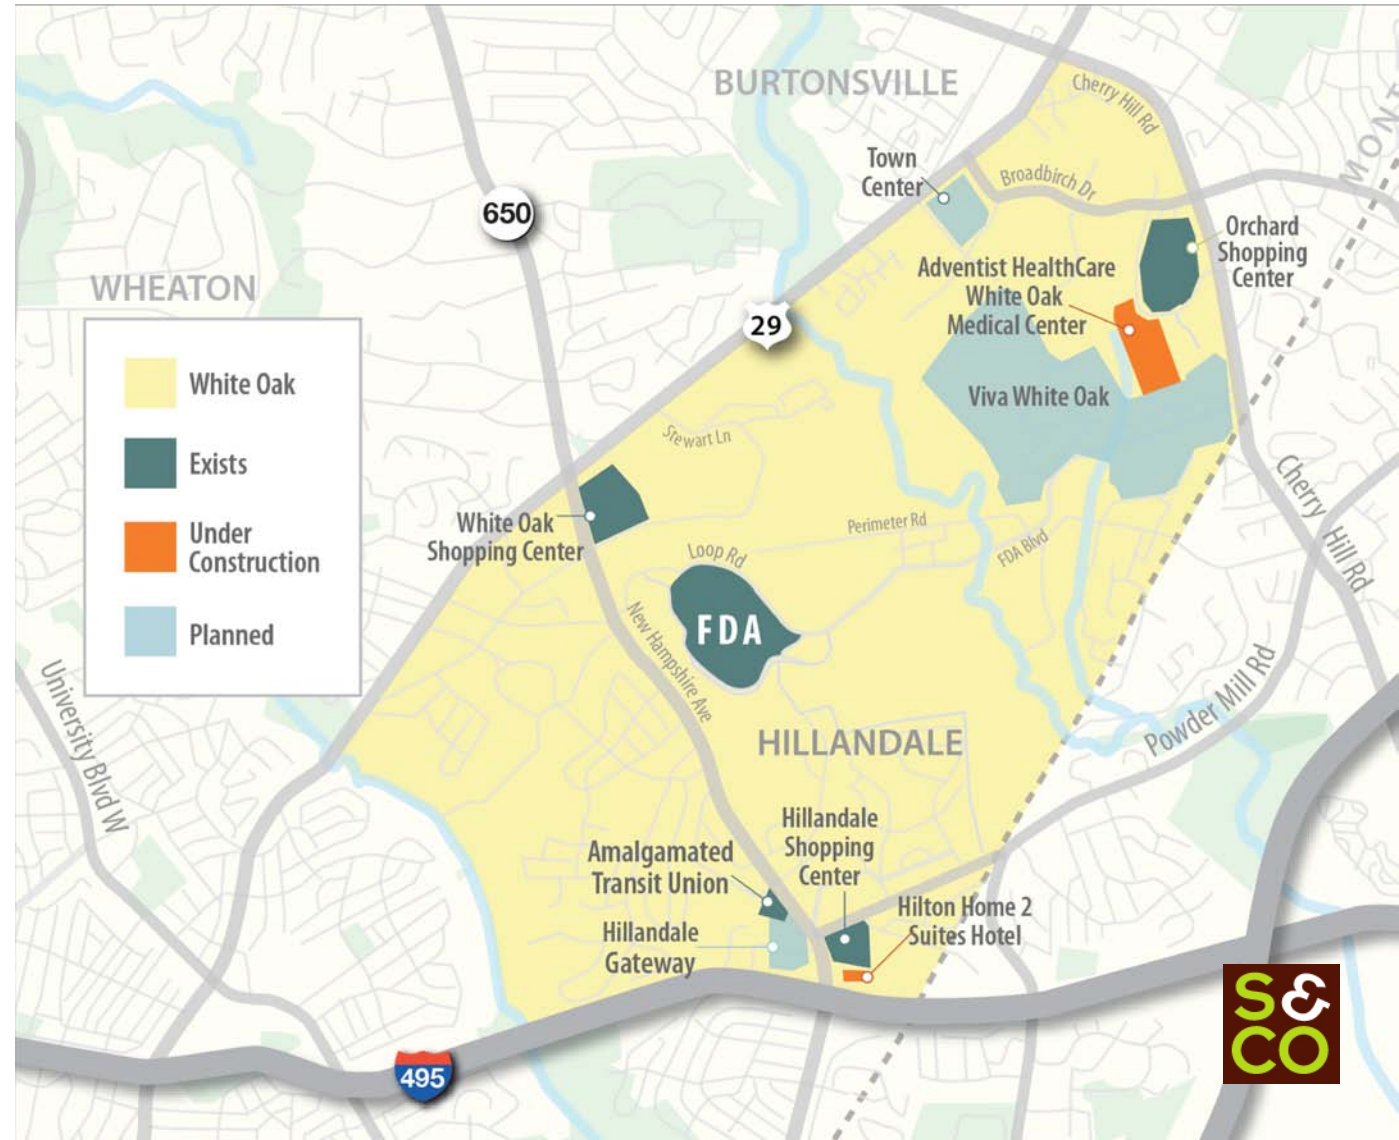 BURTONSVILLE
Cherry Hill Rd
MONT
Town
Center
Broadbirch Dr
650
Orchard
Shopping
Center
Adventist HealthCare
White Oak
Medical Center
WHEATON
29
White Oak
Exists
Under
Construction
Planned
Viva White Oak
Stewart Ln
Cherry Hill Rd
White Oak
Shopping Center
Perimeter Rd
Loop Rd
FDA Blvd
FDA
New Hampshire Ave
University Blvd W
Powder Mill Rd
HILLANDALE
Hillandale
Shopping
Center
Amalgamated
Transit Union
Hilton Home 2
Suites Hotel
Hillandale
Gateway
495
S&
CO